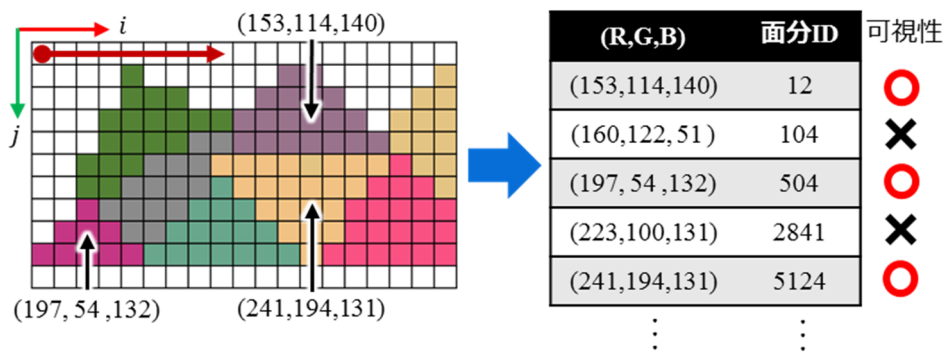 (153,114,140)
i
j
(197, 54 ,132)
(241,194,131)
(R,G,B) 面分ID 可視性
(153,114,140) 12
(160,122, 51 ) 104
(197, 54 ,132) 504
(223,100,131) 2841
(241,194,131) 5124
⋮ ⋮